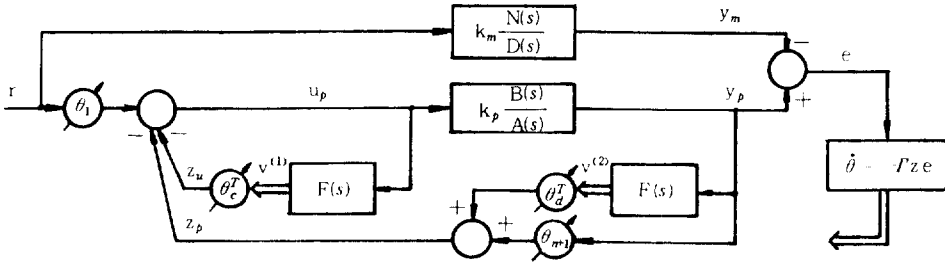 k_m N(s)/D(s)
y_m
−
e
r
θ_1
u_p
k_p B(s)/A(s)
y_p
+
−
−
z_u
θ_c^T
v^(1)
F(s)
θ_d^T
v^(2)
F(s)
θ̇ = -Γze
z_p
+
+
θ_{n+1}